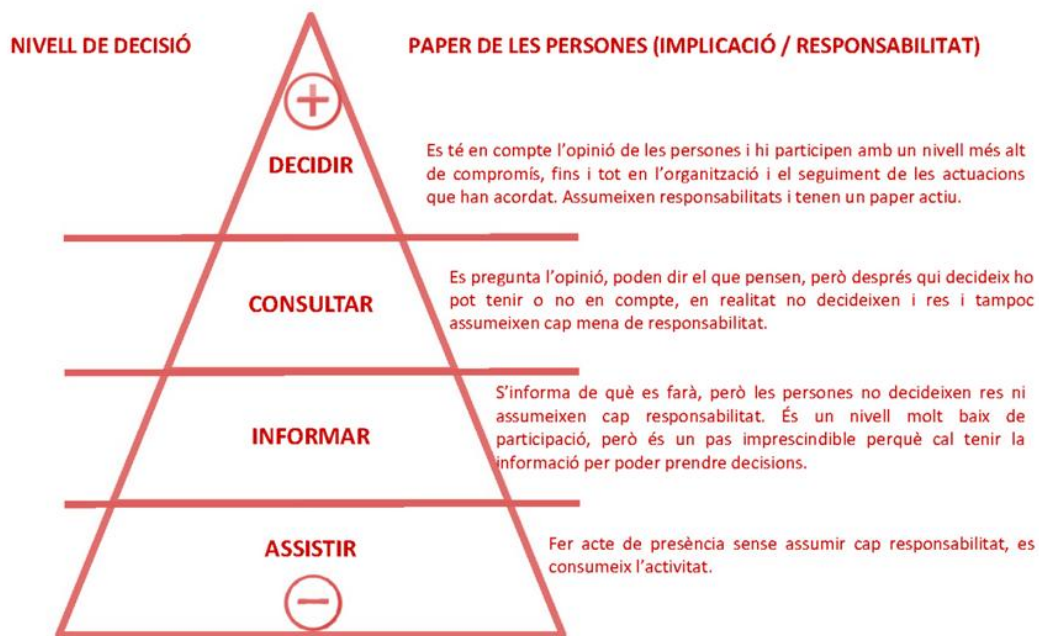 NIVELL DE DECISIÓ
PAPER DE LES PERSONES (IMPLICACIÓ / RESPONSABILITAT)
+
DECIDIR
Es té en compte l’opinió de les persones i hi participen amb un nivell més alt
de compromís, fins i tot en l’organització i el seguiment de les actuacions
que han acordat. Assumeixen responsabilitats i tenen un paper actiu.
CONSULTAR
Es pregunta l’opinió, poden dir el que pensen, però després qui decideix ho
pot tenir o no en compte, en realitat no decideixen i res i tampoc
assumeixen cap mena de responsabilitat.
INFORMAR
S’informa de què es farà, però les persones no decideixen res ni
assumeixen cap responsabilitat. És un nivell molt baix de
participació, però és un pas imprescindible perquè cal tenir la
informació per poder prendre decisions.
ASSISTIR
Fer acte de presència sense assumir cap responsabilitat, es
consumeix l’activitat.
−